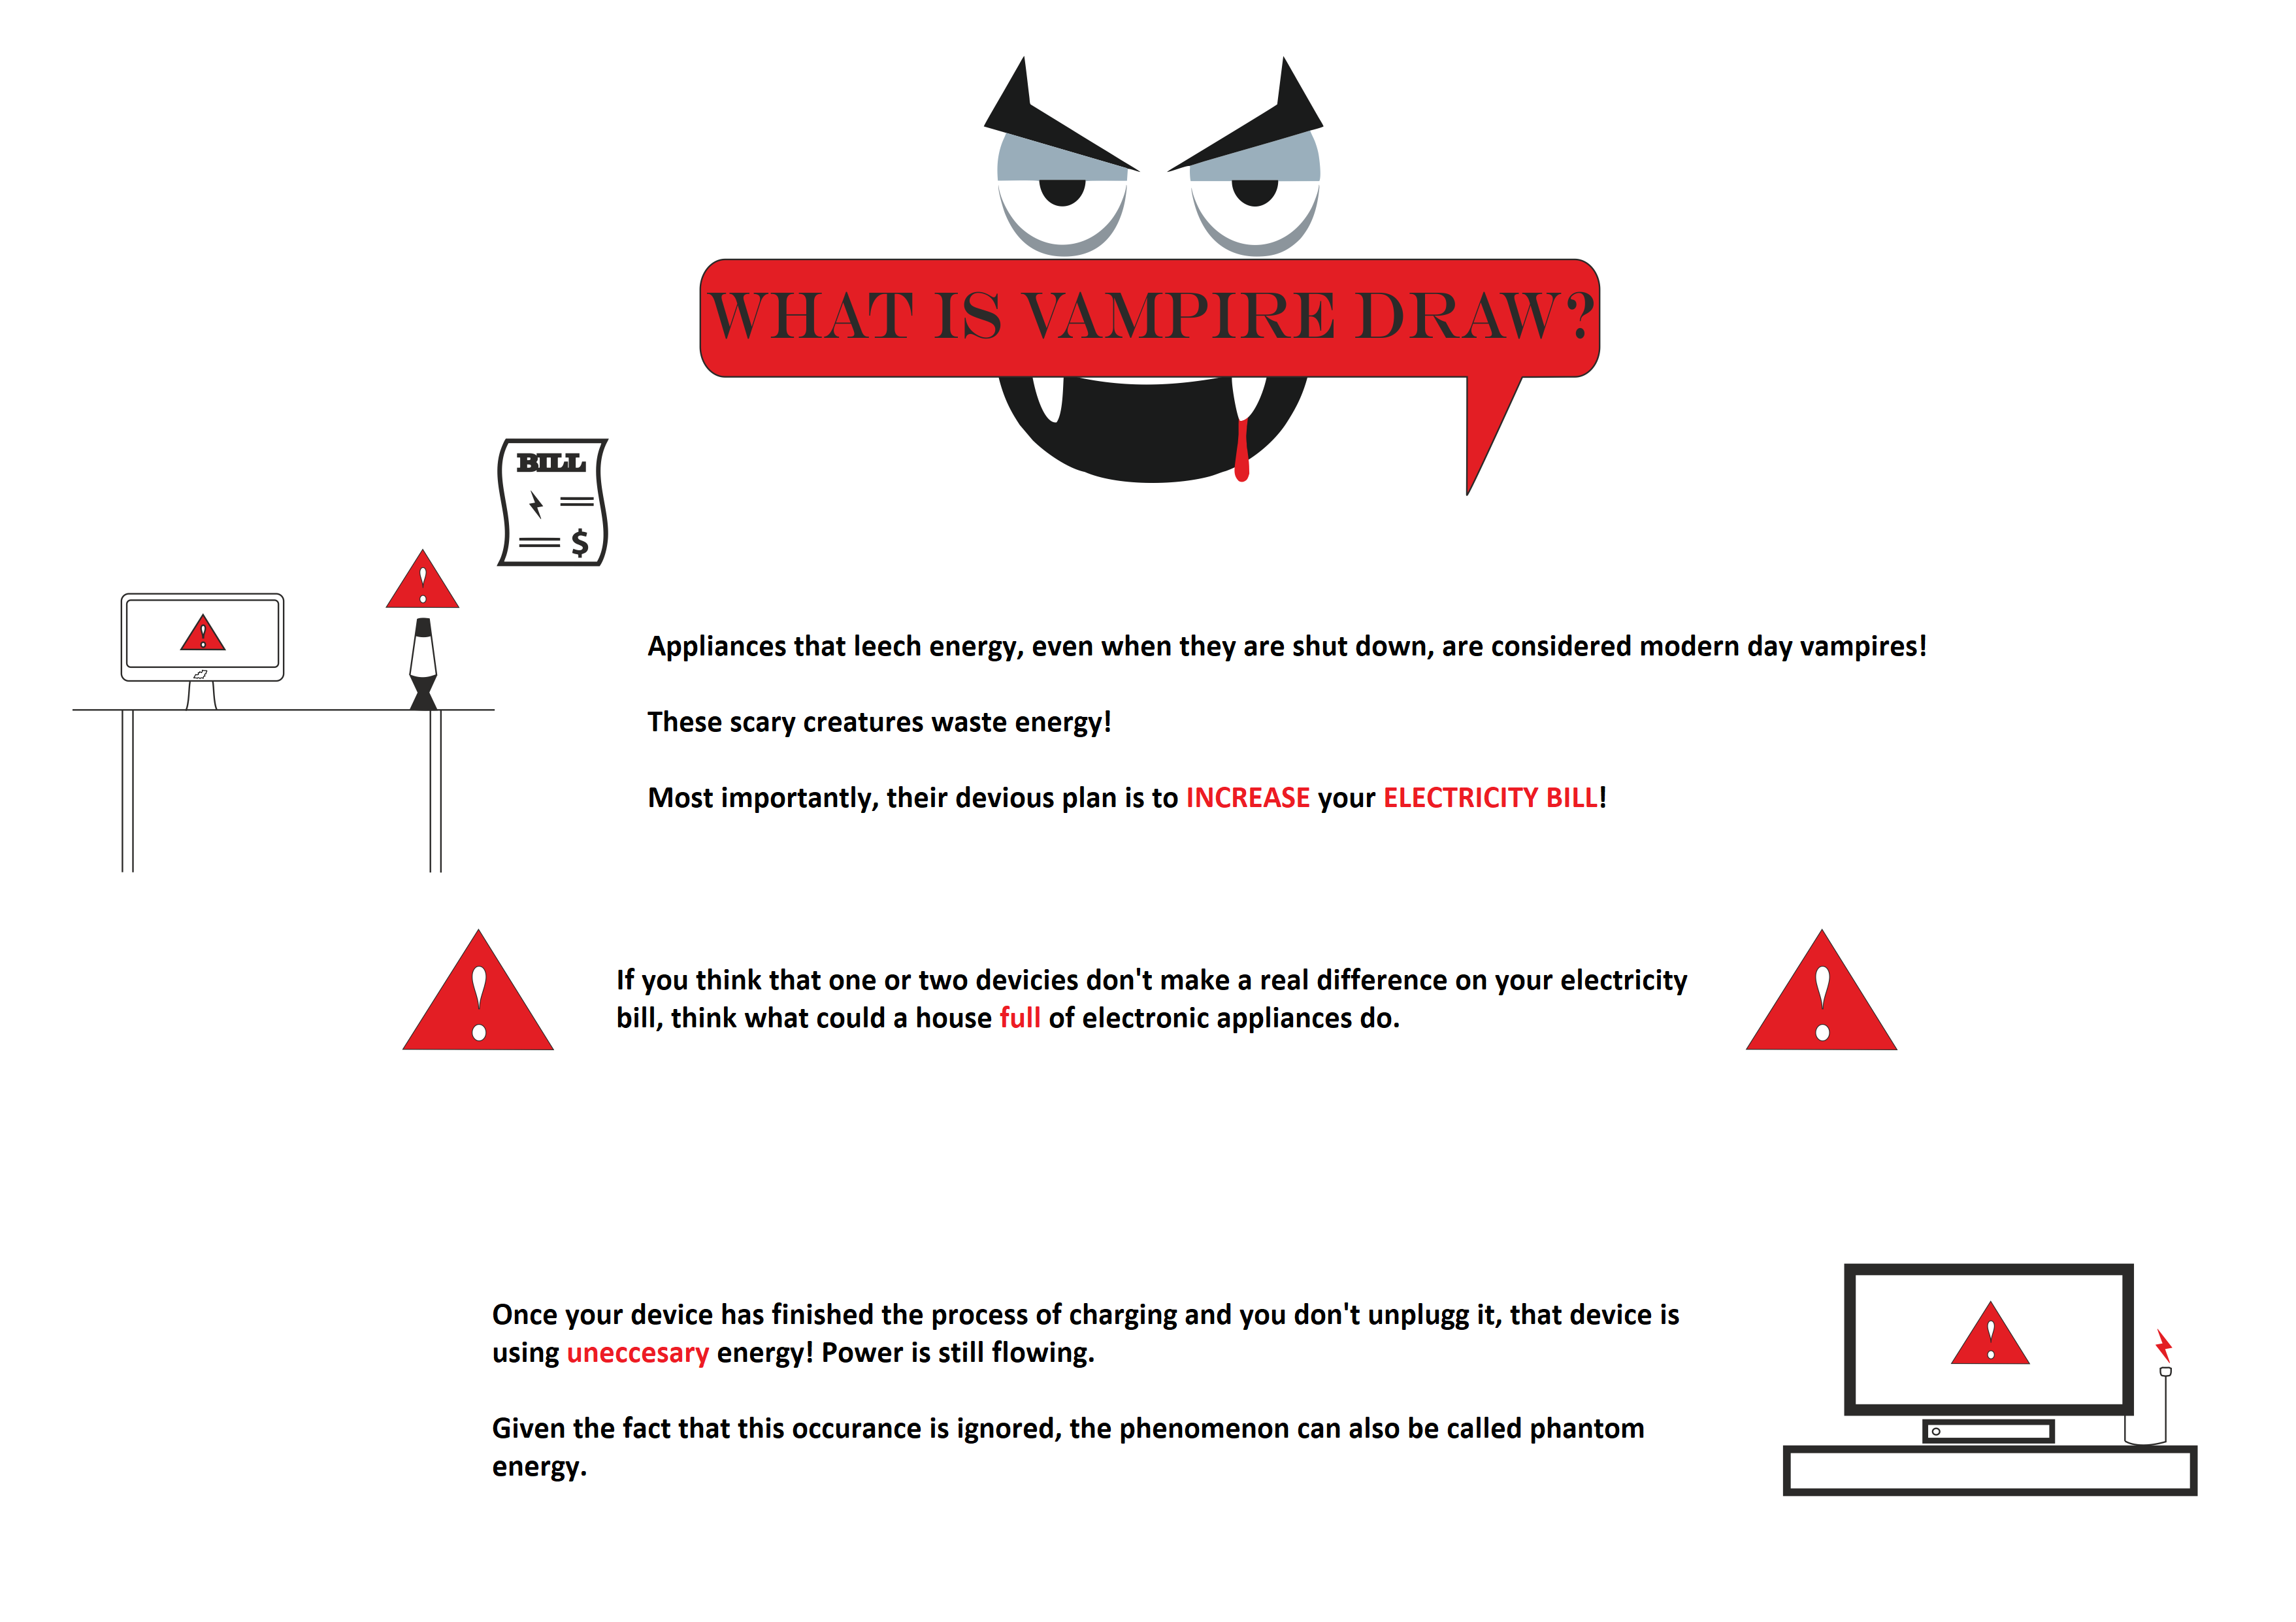 WHAT IS VAMPIRE DRAW?
BILL
$
Appliances that leech energy, even when they are shut down, are considered modern day vampires!
These scary creatures waste energy!
Most importantly, their devious plan is to INCREASE your ELECTRICITY BILL!
If you think that one or two devicies don't make a real difference on your electricity
bill, think what could a house full of electronic appliances do.
Once your device has finished the process of charging and you don't unplugg it, that device is
using uneccesary energy! Power is still flowing.
Given the fact that this occurance is ignored, the phenomenon can also be called phantom
energy.